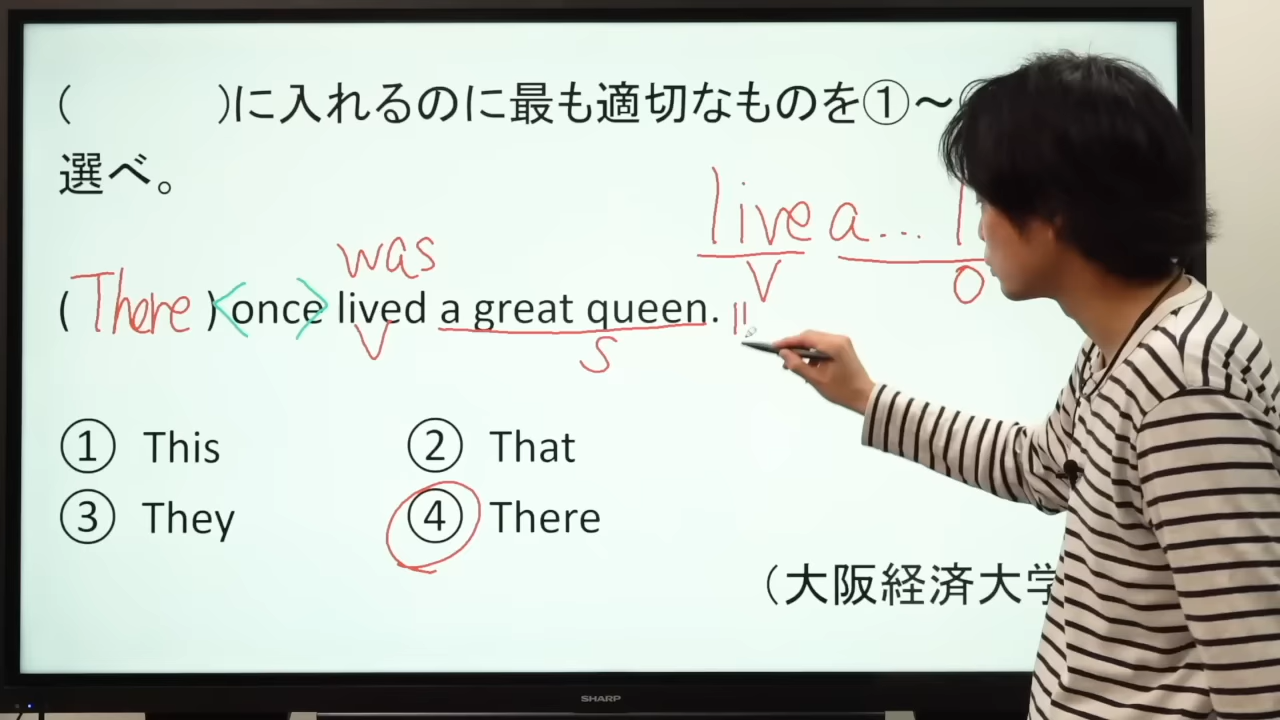 (　　　)に入れるのに最も適切なものを①～
選べ。
live a...
V O
was
(There) <once> lived a great queen. 〃
V S
① This ② That
③ They ④ There
(大阪経済大学
SHARP